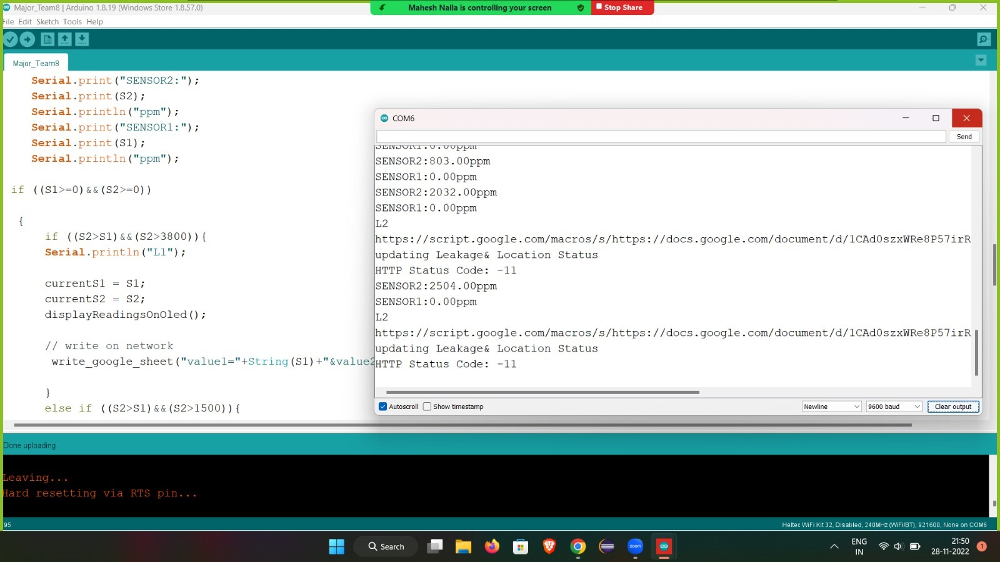 Major_Team8 | Arduino 1.8.19 (Windows Store 1.8.57.0)
Mahesh Nalla is controlling your screen
Stop Share
File Edit Sketch Tools Help
Major_Team8
Serial.print("SENSOR2:");
Serial.print(S2);
Serial.println("ppm");
Serial.print("SENSOR1:");
Serial.print(S1);
Serial.println("ppm");
if ((S1>=0)&&(S2>=0))
{
if ((S2>S1)&&(S2>3800)){
Serial.println("L1");
currentS1 = S1;
currentS2 = S2;
displayReadingsOnOled();
// write on network
write_google_sheet("value1="+String(S1)+"&value2
}
else if ((S2>S1)&&(S2>1500)){
COM6
Send
SENSOR1:0.00ppm
SENSOR2:803.00ppm
SENSOR1:0.00ppm
SENSOR2:2032.00ppm
SENSOR1:0.00ppm
L2
https://script.google.com/macros/s/https://docs.google.com/document/d/1CAd0szxWRe8P57irR
updating Leakage& Location Status
HTTP Status Code: -11
SENSOR2:2504.00ppm
SENSOR1:0.00ppm
L2
https://script.google.com/macros/s/https://docs.google.com/document/d/1CAd0szxWRe8P57irR
updating Leakage& Location Status
HTTP Status Code: -11
Autoscroll Show timestamp Newline 9600 baud Clear output
Done uploading.
Leaving...
Hard resetting via RTS pin...
95
Heltec WiFi Kit 32, Disabled, 240MHz (WiFi/BT), 921600, None on COM6
Search
zoom
ENG
IN
21:50
28-11-2022
1